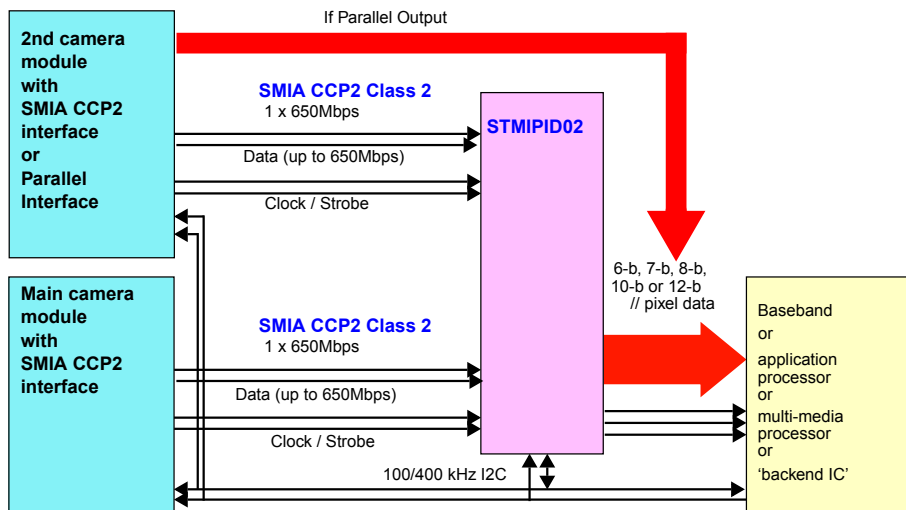 If Parallel Output
2nd camera
module
with
SMIA CCP2
interface
or
Parallel
Interface
SMIA CCP2 Class 2
1 x 650Mbps
Data (up to 650Mbps)
Clock / Strobe
STMIPID02
6-b, 7-b, 8-b,
10-b or 12-b
// pixel data
Main camera
module
with
SMIA CCP2
interface
SMIA CCP2 Class 2
1 x 650Mbps
Data (up to 650Mbps)
Clock / Strobe
100/400 kHz I2C
Baseband
or
application
processor
or
multi-media
processor
or
‘backend IC’